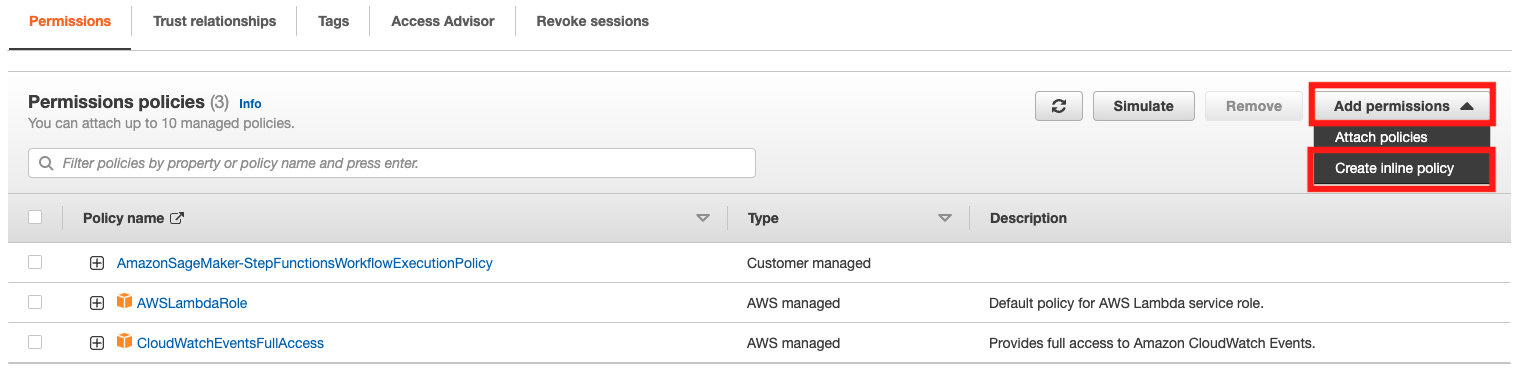 Permissions Trust relationships Tags Access Advisor Revoke sessions
Permissions policies (3) Info
You can attach up to 10 managed policies.
Simulate Remove Add permissions
Attach policies
Create inline policy
Filter policies by property or policy name and press enter.
Policy name Type Description
AmazonSageMaker-StepFunctionsWorkflowExecutionPolicy Customer managed
AWSLambdaRole AWS managed Default policy for AWS Lambda service role.
CloudWatchEventsFullAccess AWS managed Provides full access to Amazon CloudWatch Events.